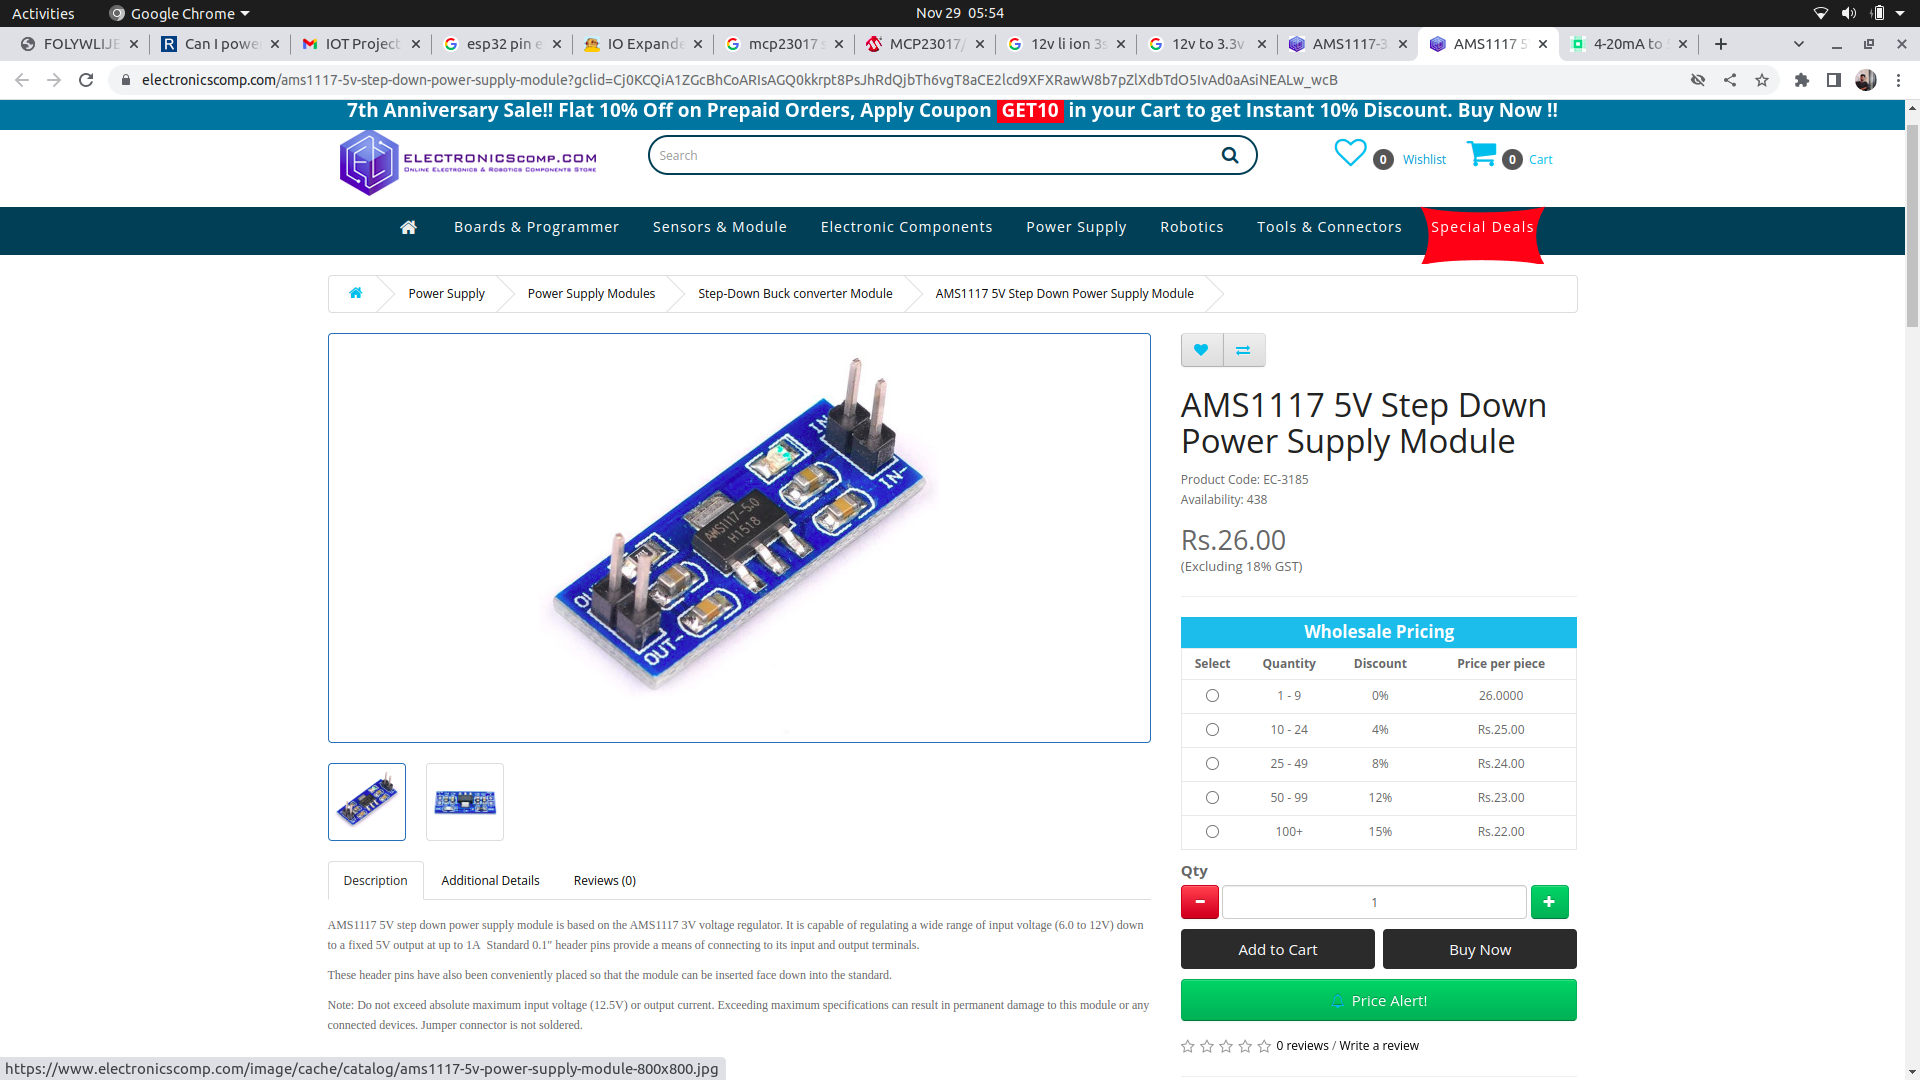 Activities
Google Chrome
Nov 29 05:54
FOLYWLIJE
Can I powe
IOT Project
esp32 pin e
IO Expande
mcp23017 s
MCP23017/
12v li ion 3s
12v to 3.3v
AMS1117-3
AMS1117 5
4-20mA to
electronicscomp.com/ams1117-5v-step-down-power-supply-module?gclid=Cj0KCQiA1ZGcBhCoARIsAGQ0kkrpt8PsJhRdQjbTh6vgT8aCE2lcd9XFXRawW8b7pZlXdbTdO5IvAd0aAsiNEALw_wcB
7th Anniversary Sale!! Flat 10% Off on Prepaid Orders, Apply Coupon GET10 in your Cart to get Instant 10% Discount. Buy Now !!
ELECTRONICSCOMP.COM
Online Electronics & Robotics Components Store
Search
0 Wishlist
0 Cart
Boards & Programmer
Sensors & Module
Electronic Components
Power Supply
Robotics
Tools & Connectors
Special Deals
Power Supply
Power Supply Modules
Step-Down Buck converter Module
AMS1117 5V Step Down Power Supply Module
IN-
AMS1117-5.0
H1518
OUT-
AMS1117 5V Step Down
Power Supply Module
Product Code: EC-3185
Availability: 438
Rs.26.00
(Excluding 18% GST)
Wholesale Pricing
Select Quantity Discount Price per piece
1 - 9 0% 26.0000
10 - 24 4% Rs.25.00
25 - 49 8% Rs.24.00
50 - 99 12% Rs.23.00
100+ 15% Rs.22.00
Qty
1
Add to Cart
Buy Now
Price Alert!
0 reviews / Write a review
Description
Additional Details
Reviews (0)
AMS1117 5V step down power supply module is based on the AMS1117 3V voltage regulator. It is capable of regulating a wide range of input voltage (6.0 to 12V) down
to a fixed 5V output at up to 1A Standard 0.1" header pins provide a means of connecting to its input and output terminals.
These header pins have also been conveniently placed so that the module can be inserted face down into the standard.
Note: Do not exceed absolute maximum input voltage (12.5V) or output current. Exceeding maximum specifications can result in permanent damage to this module or any
connected devices. Jumper connector is not soldered.
https://www.electronicscomp.com/image/cache/catalog/ams1117-5v-power-supply-module-800x800.jpg